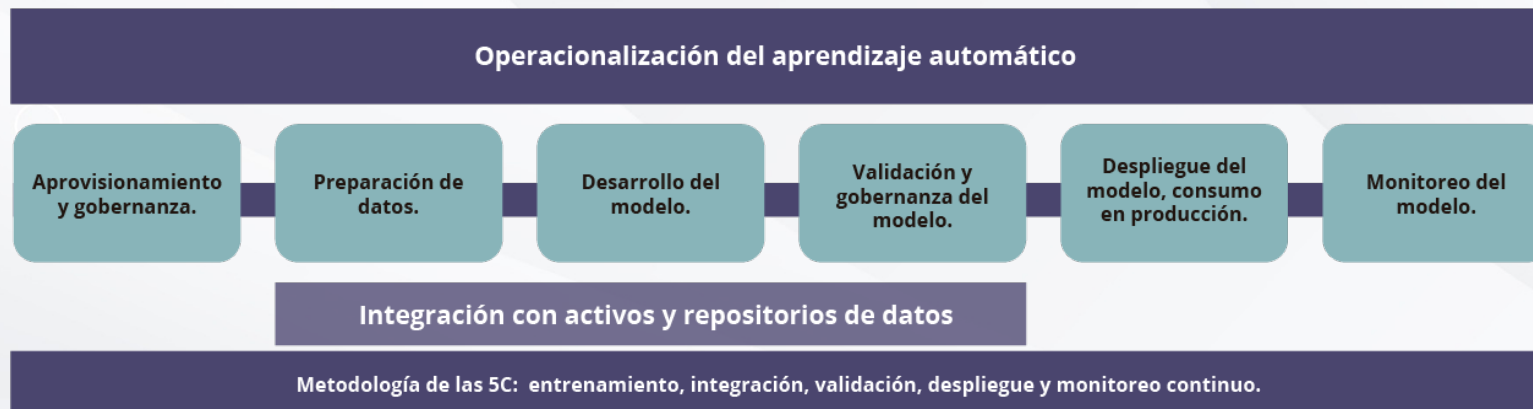 Operacionalización del aprendizaje automático
Aprovisionamiento
y gobernanza.
Preparación de
datos.
Desarrollo del
modelo.
Validación y
gobernanza del
modelo.
Despliegue del
modelo, consumo
en producción.
Monitoreo del
modelo.
Integración con activos y repositorios de datos
Metodología de las 5C: entrenamiento, integración, validación, despliegue y monitoreo continuo.